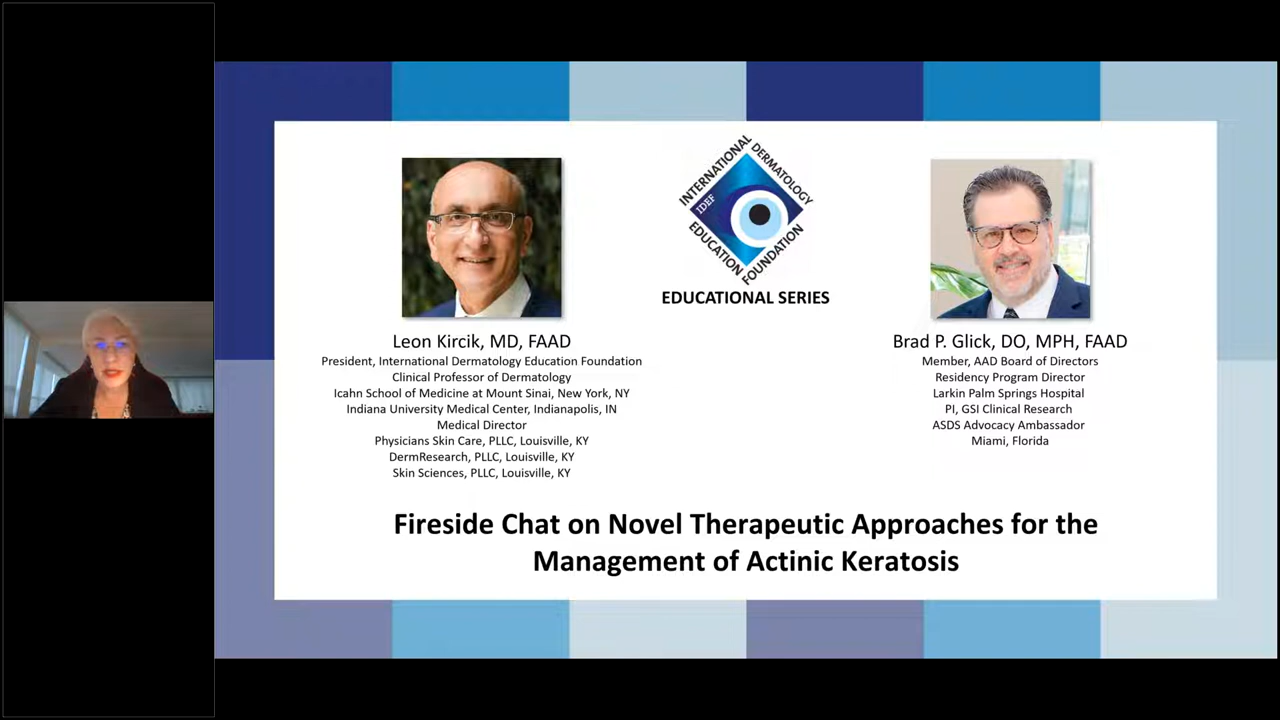 INTERNATIONAL DERMATOLOGY
IDEF
EDUCATION FOUNDATION
EDUCATIONAL SERIES
Leon Kircik, MD, FAAD
President, International Dermatology Education Foundation
Clinical Professor of Dermatology
Icahn School of Medicine at Mount Sinai, New York, NY
Indiana University Medical Center, Indianapolis, IN
Medical Director
Physicians Skin Care, PLLC, Louisville, KY
DermResearch, PLLC, Louisville, KY
Skin Sciences, PLLC, Louisville, KY
Brad P. Glick, DO, MPH, FAAD
Member, AAD Board of Directors
Residency Program Director
Larkin Palm Springs Hospital
PI, GSI Clinical Research
ASDS Advocacy Ambassador
Miami, Florida
Fireside Chat on Novel Therapeutic Approaches for the
Management of Actinic Keratosis